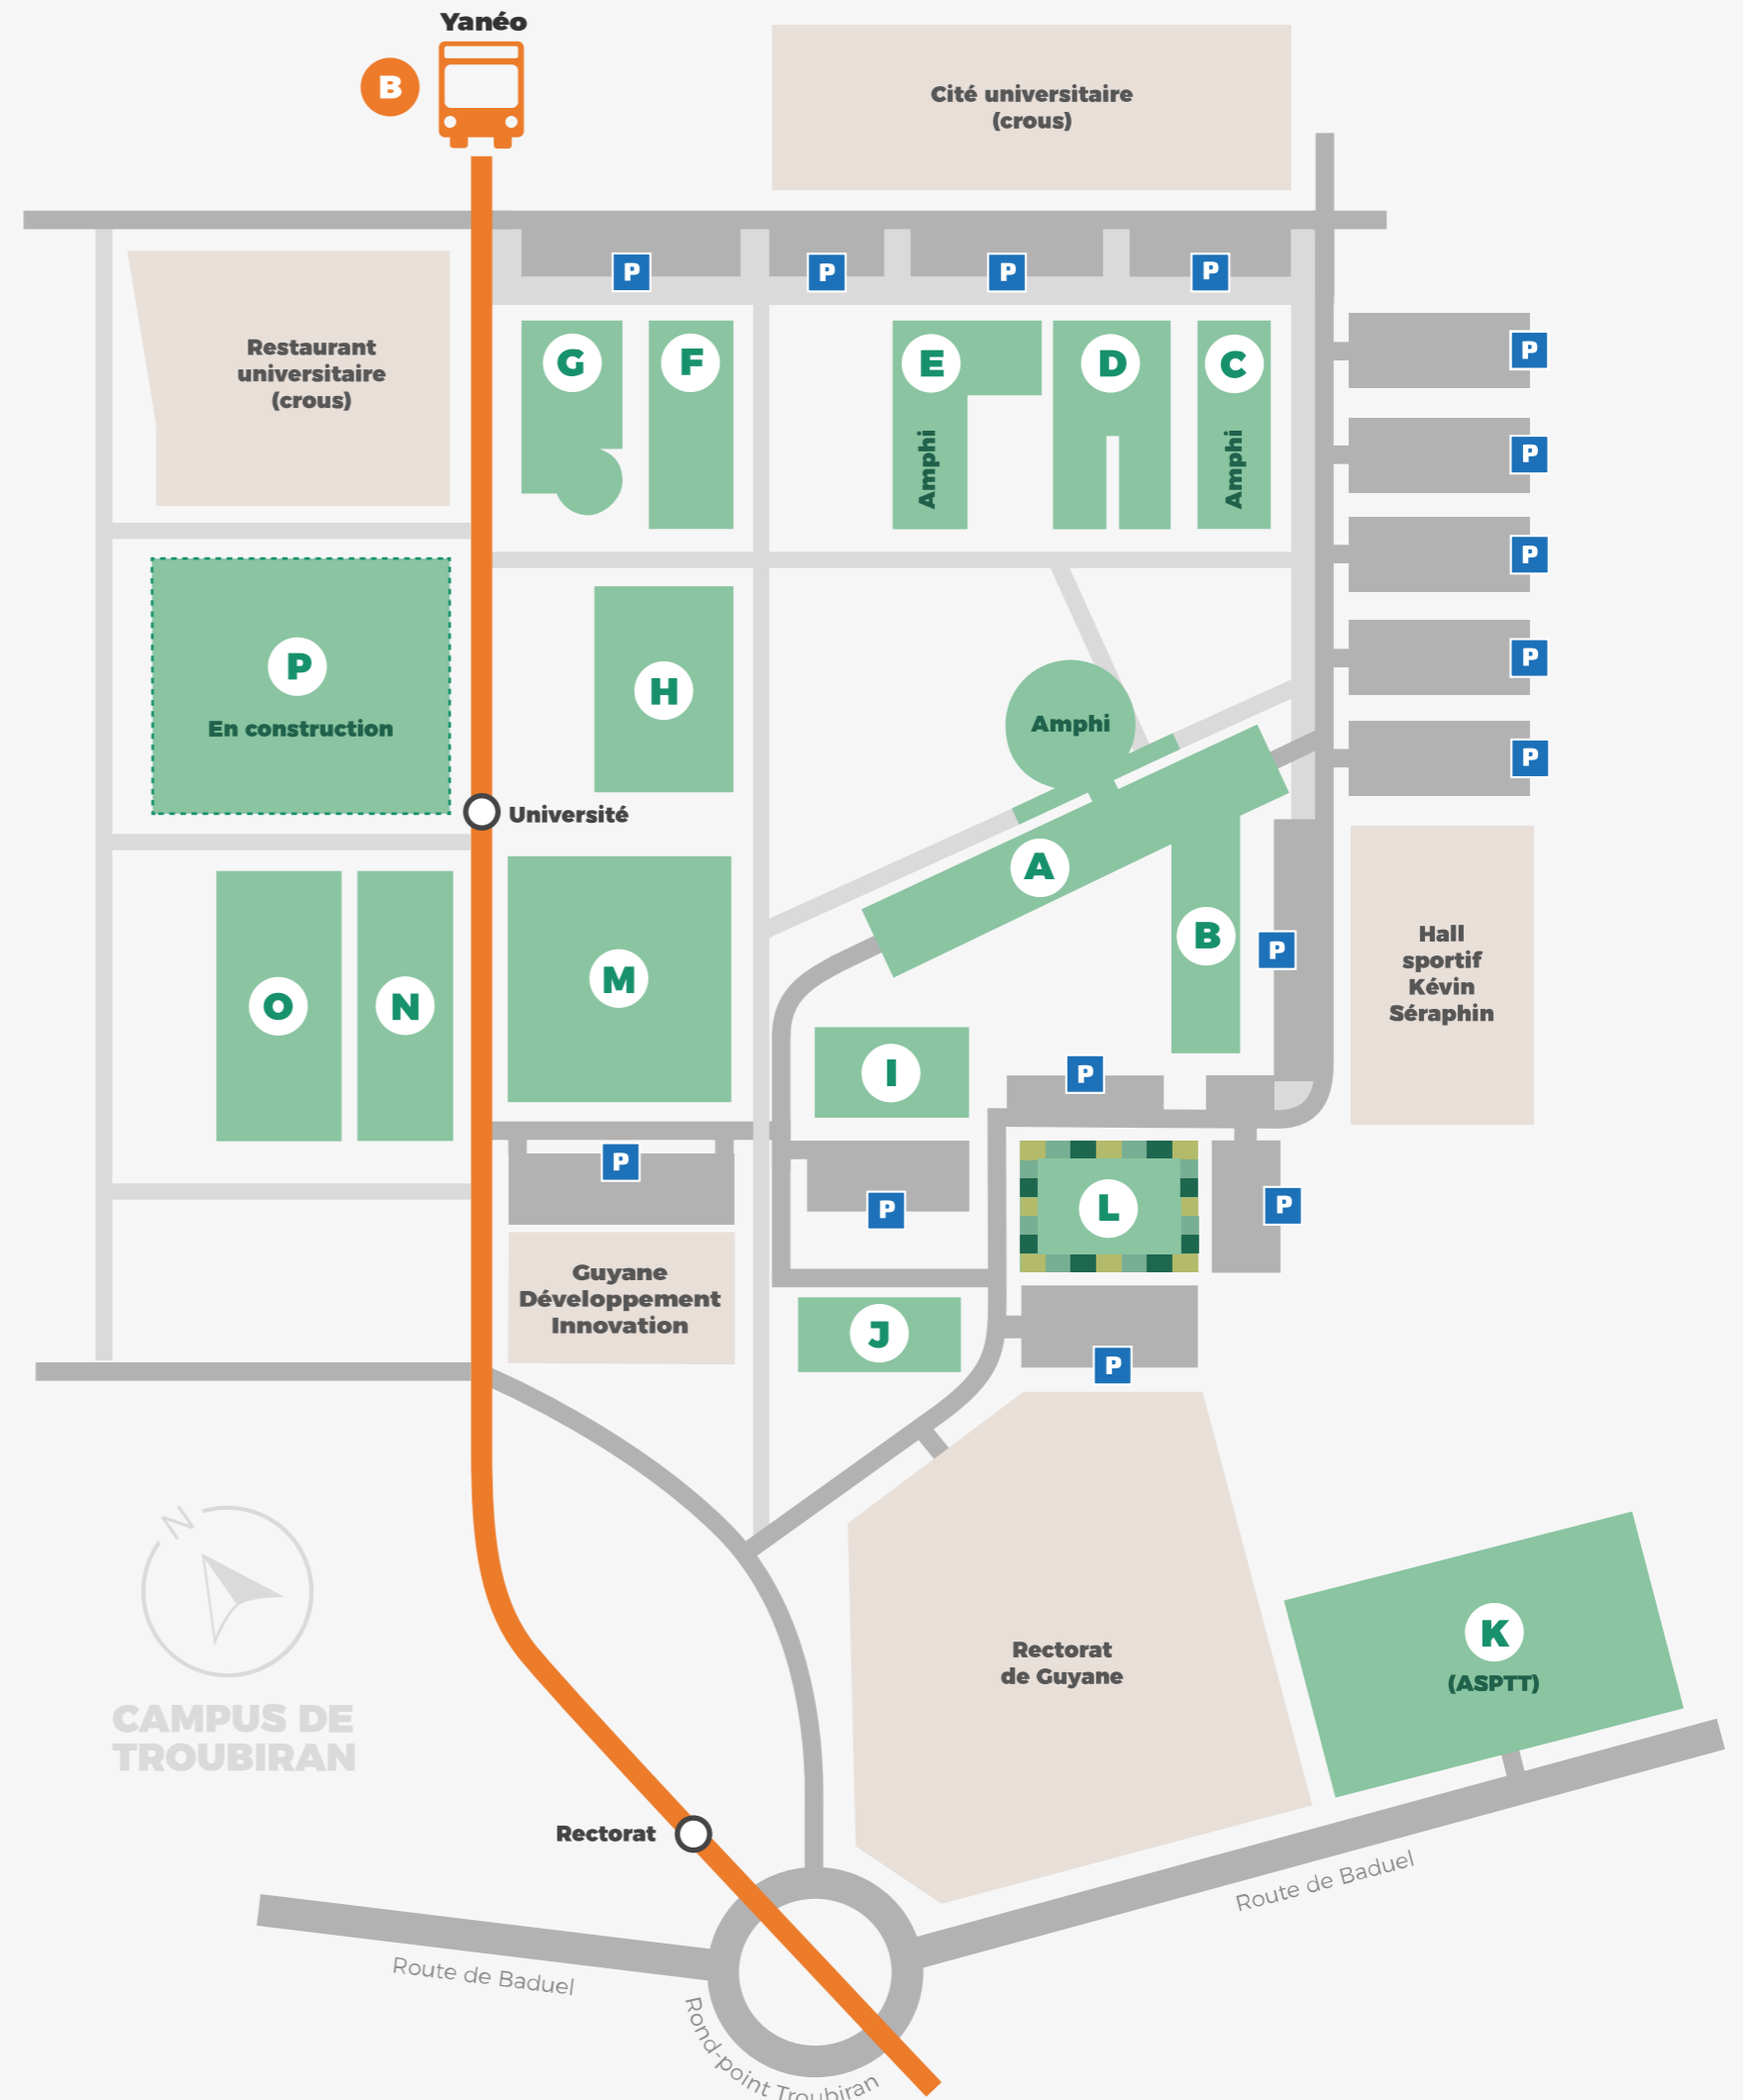 Yanéo
B
Cité universitaire
(crous)
P
P
P
P
Restaurant
universitaire
(crous)
G
F
E
Amphi
D
C
Amphi
P
P
P
P
P
P
En construction
H
Amphi
Université
A
B
P
Hall
sportif
Kévin
Séraphin
O
N
M
I
P
P
P
L
P
Guyane
Développement
Innovation
J
P
N
CAMPUS DE
TROUBIRAN
Rectorat
de Guyane
K
(ASPTT)
Rectorat
Route de Baduel
Route de Baduel
Rond-point Troubiran